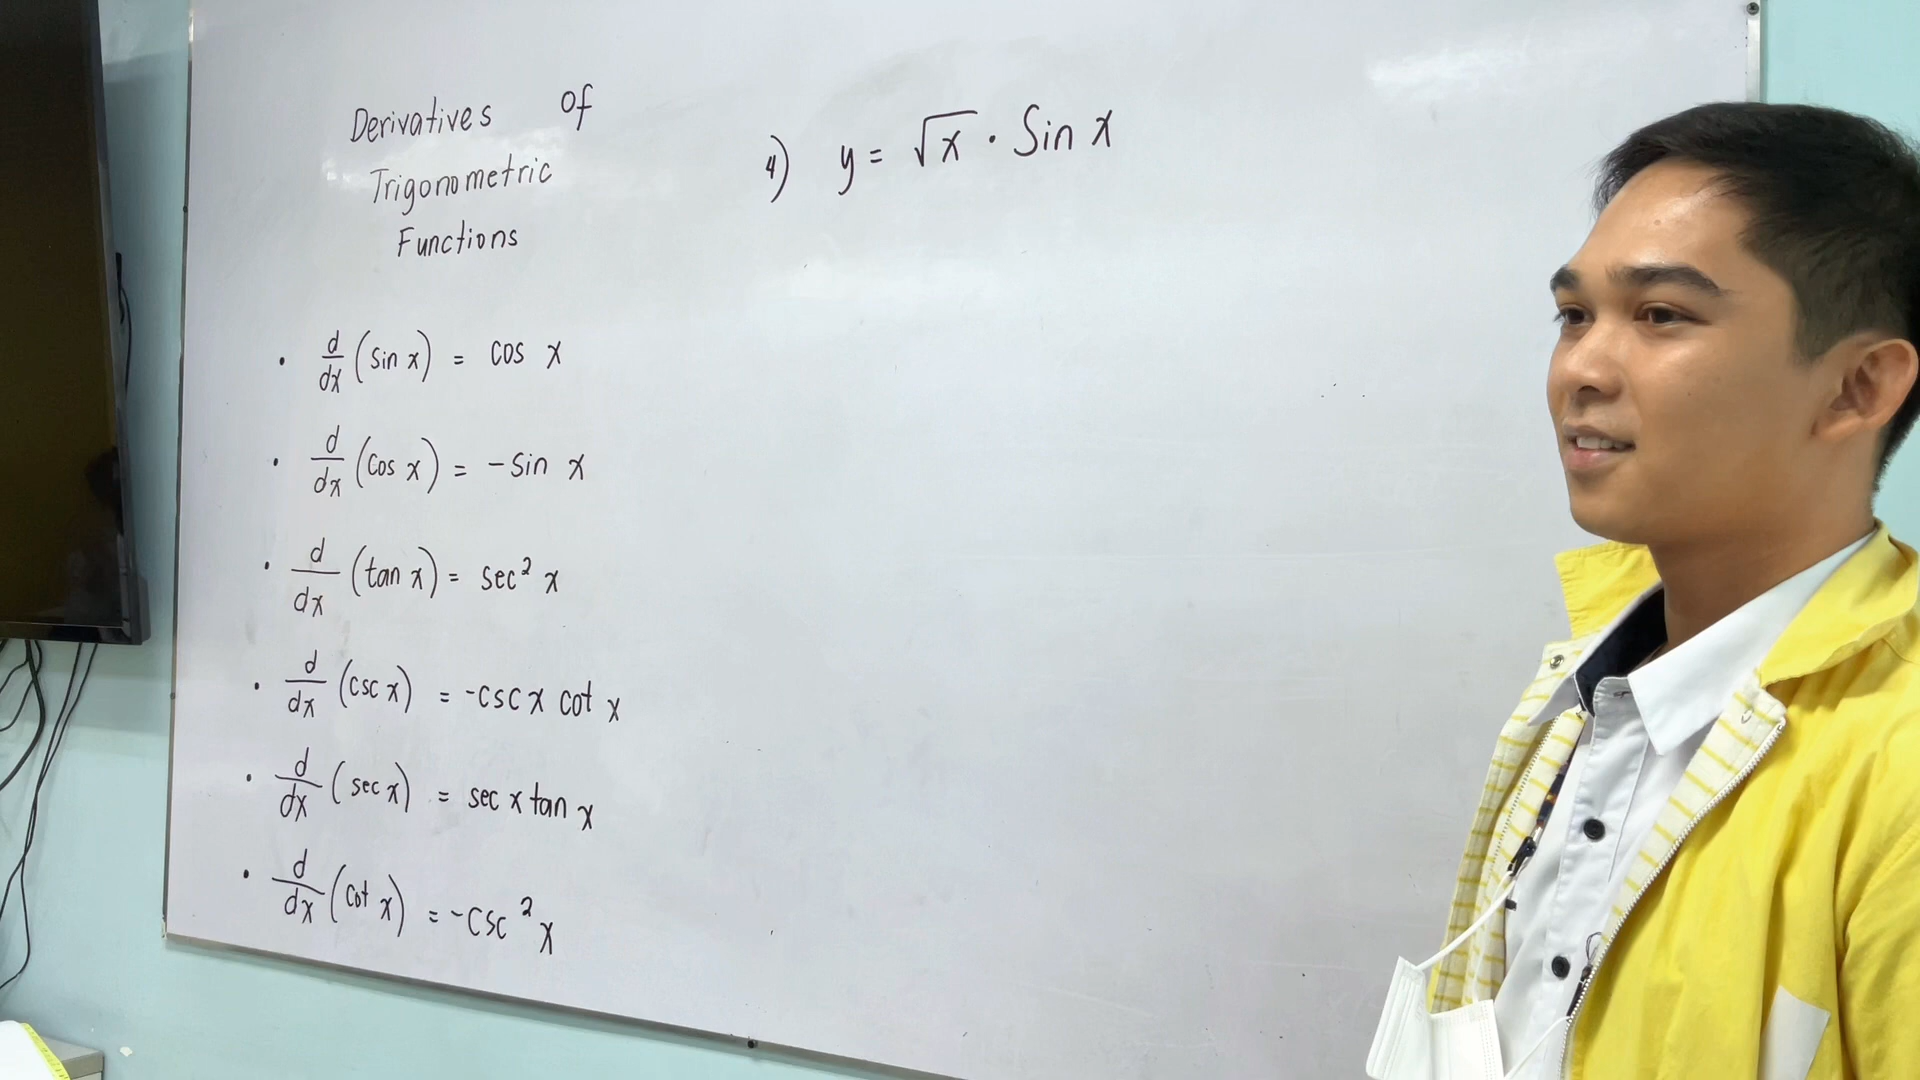 Derivatives of
Trigonometric
Functions
• d/dx (sin x) = cos x
• d/dx (cos x) = -sin x
• d/dx (tan x) = sec² x
• d/dx (csc x) = -csc x cot x
• d/dx (sec x) = sec x tan x
• d/dx (cot x) = -csc² x
4) y = √x · Sin x